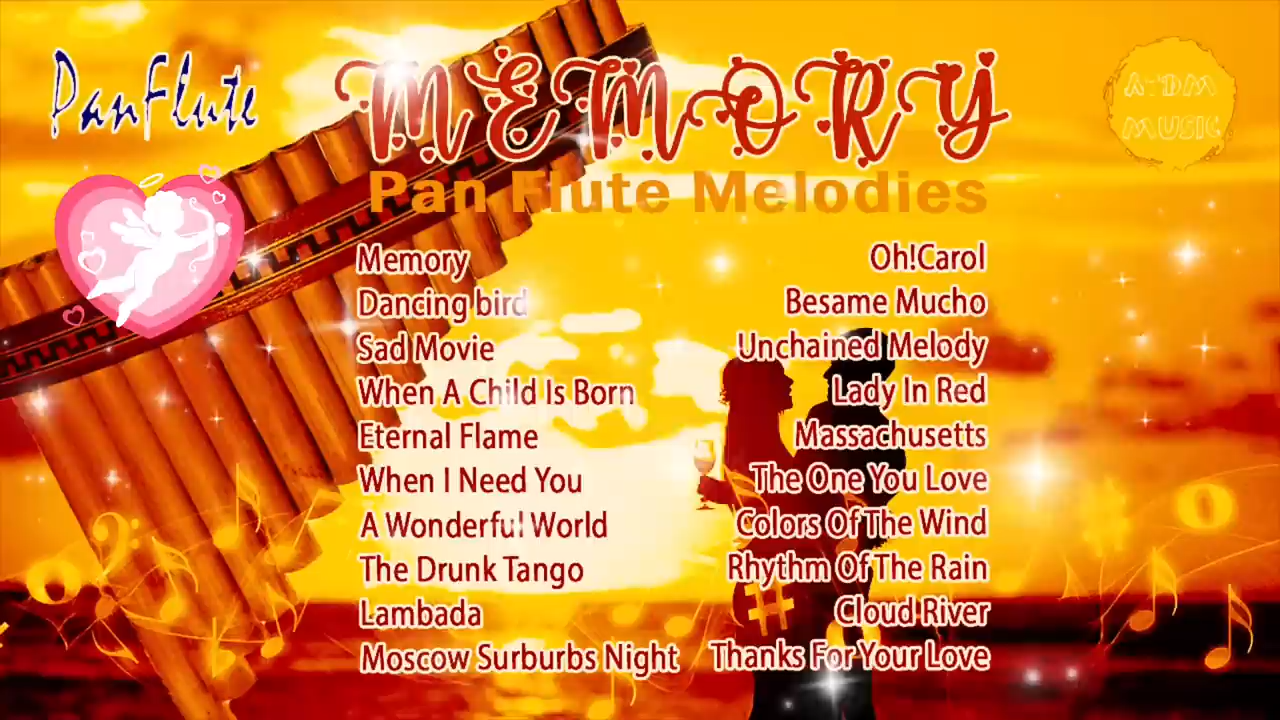 PanFlute
MEMORY
A-DM
MUSIC
Pan Flute Melodies
Memory
Dancing bird
Sad Movie
When A Child Is Born
Eternal Flame
When I Need You
A Wonderful World
The Drunk Tango
Lambada
Moscow Surburbs Night
Oh!Carol
Besame Mucho
Unchained Melody
Lady In Red
Massachusetts
The One You Love
Colors Of The Wind
Rhythm Of The Rain
Cloud River
Thanks For Your Love